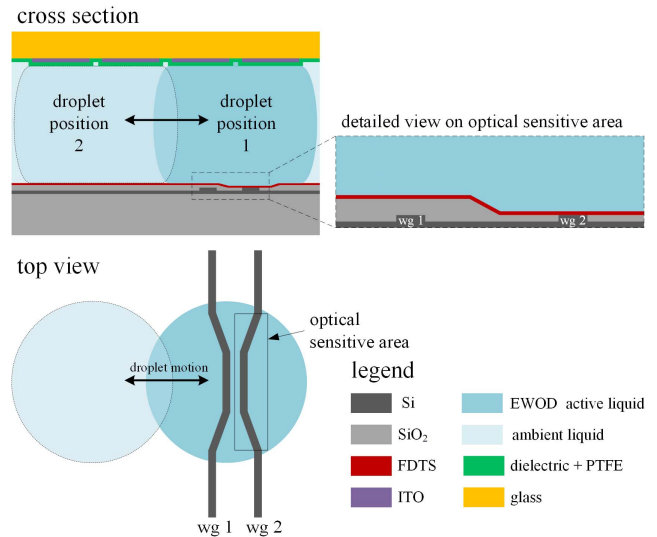 cross section
droplet
position
2
droplet
position
1
detailed view on optical sensitive area
wg 1
wg 2
top view
droplet motion
optical
sensitive area
wg 1
wg 2
legend
Si
SiO₂
FDTS
ITO
EWOD active liquid
ambient liquid
dielectric + PTFE
glass